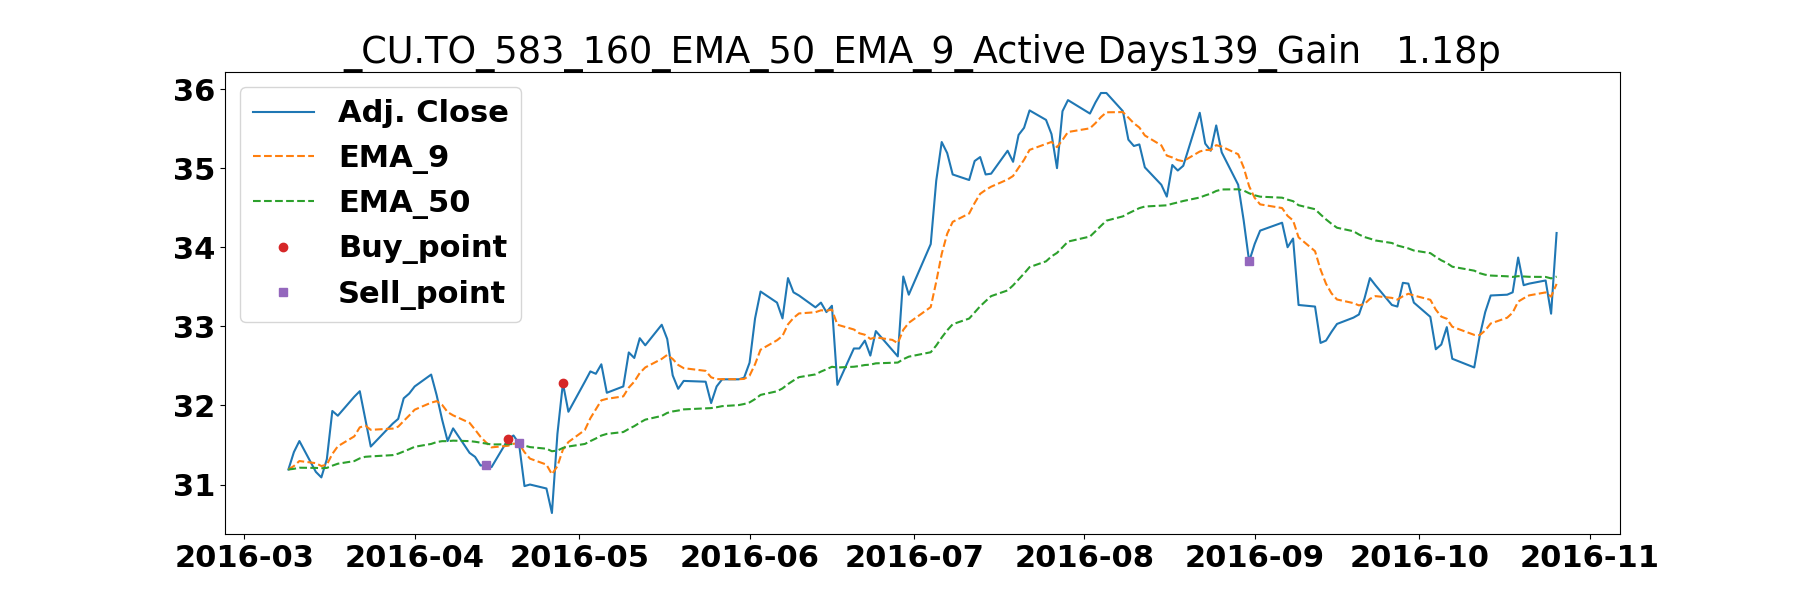 _CU.TO_583_160_EMA_50_EMA_9_Active Days139_Gain   1.18p
36
35
34
33
32
31
Adj. Close
EMA_9
EMA_50
Buy_point
Sell_point
2016-03 2016-04 2016-05 2016-06 2016-07 2016-08 2016-09 2016-10 2016-11